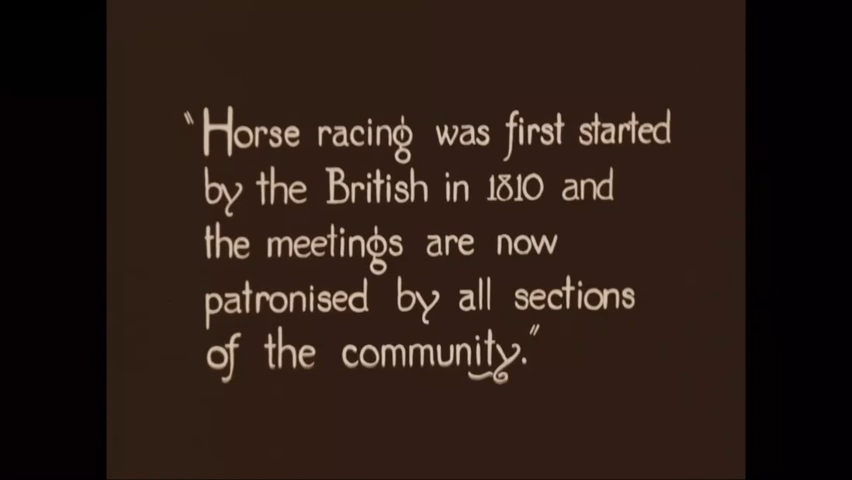 "Horse racing was first started
by the British in 1810 and
the meetings are now
patronised by all sections
of the community."